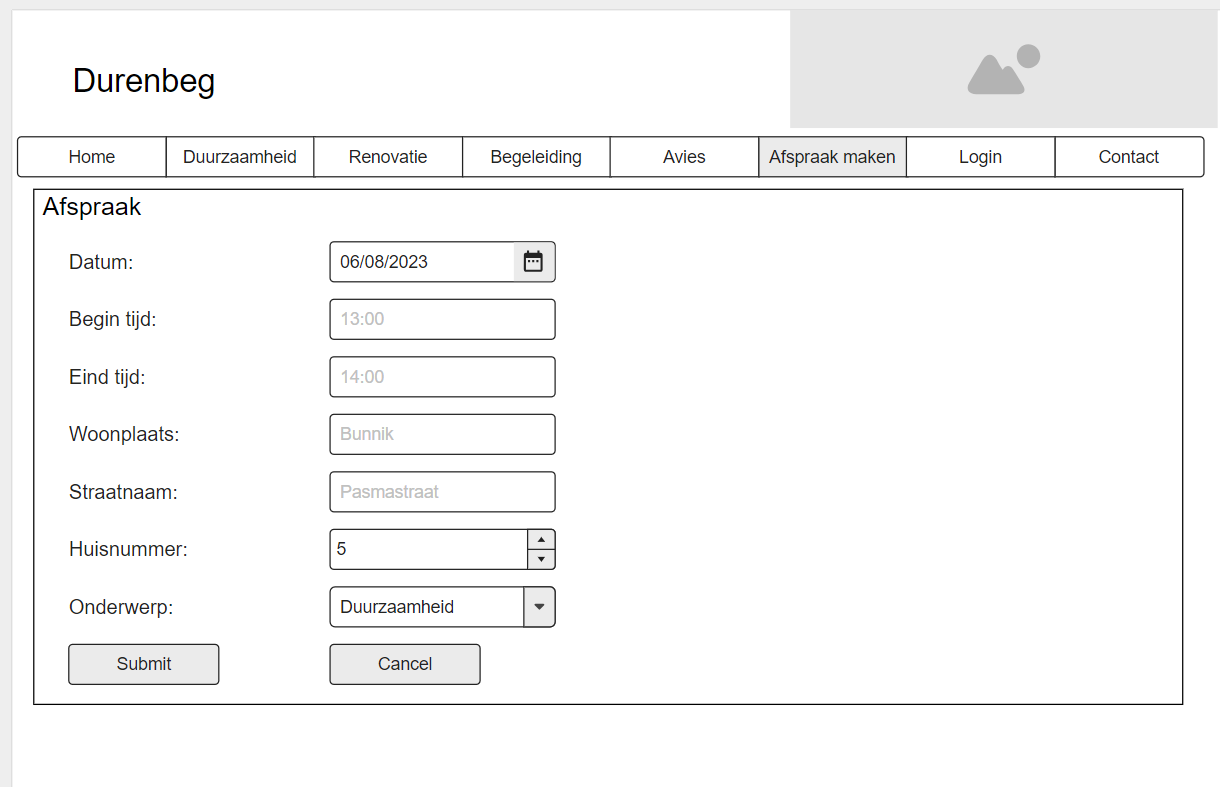 Durenbeg
Home Duurzaamheid Renovatie Begeleiding Avies Afspraak maken Login Contact
Afspraak
Datum: 06/08/2023
Begin tijd: 13:00
Eind tijd: 14:00
Woonplaats: Bunnik
Straatnaam: Pasmastraat
Huisnummer: 5
Onderwerp: Duurzaamheid
Submit Cancel